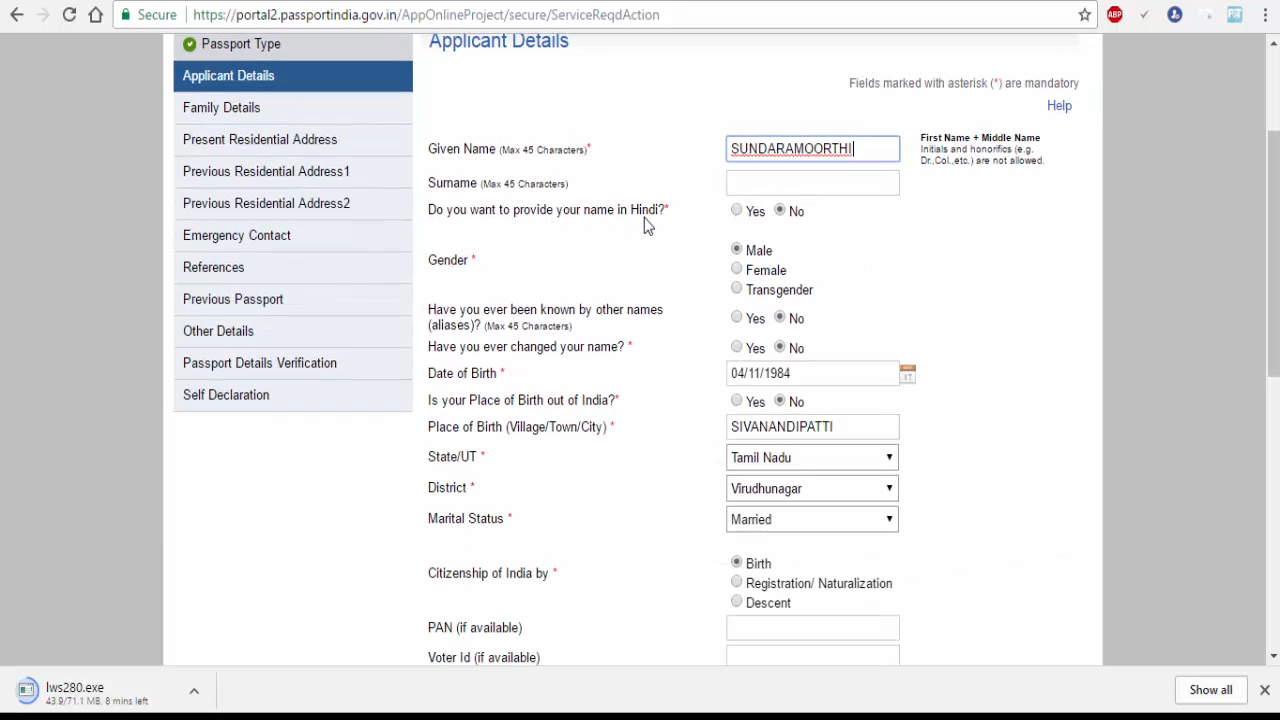 Secure | https://portal2.passportindia.gov.in/AppOnlineProject/secure/ServiceReqdAction
ABP
Passport Type
Applicant Details
Family Details
Present Residential Address
Previous Residential Address1
Previous Residential Address2
Emergency Contact
References
Previous Passport
Other Details
Passport Details Verification
Self Declaration
Applicant Details
Fields marked with asterisk (*) are mandatory
Help
Given Name (Max 45 Characters)* SUNDARAMOORTHI
First Name + Middle Name
Initials and honorifics (e.g.
Dr.,Col.,etc.) are not allowed.
Surname (Max 45 Characters)
Do you want to provide your name in Hindi?* Yes No
Gender * Male
Female
Transgender
Have you ever been known by other names
(aliases)? (Max 45 Characters) Yes No
Have you ever changed your name? * Yes No
Date of Birth * 04/11/1984
17
Is your Place of Birth out of India?* Yes No
Place of Birth (Village/Town/City) * SIVANANDIPATTI
State/UT * Tamil Nadu
District * Virudhunagar
Marital Status * Married
Citizenship of India by * Birth
Registration/ Naturalization
Descent
PAN (if available)
Voter Id (if available)
lws280.exe
43.9/71.1 MB, 8 mins left
Show all